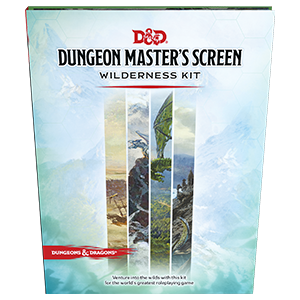 D&D
DUNGEON MASTER'S SCREEN
WILDERNESS KIT
DUNGEONS & DRAGONS®
Venture into the wilds with this kit
for the world's greatest roleplaying game